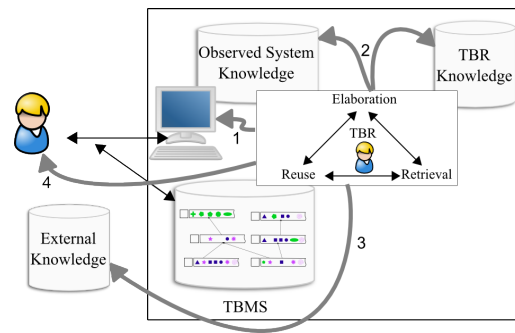 Observed System
Knowledge
2
TBR
Knowledge
Elaboration
TBR
Reuse
Retrieval
1
4
3
External
Knowledge
TBMS